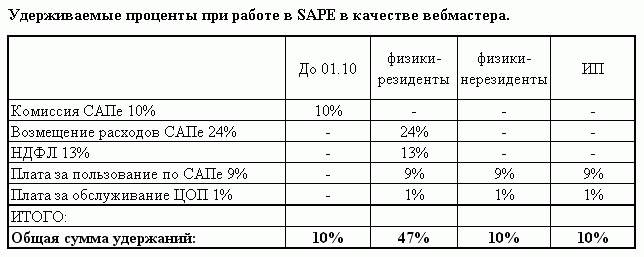 Удерживаемые проценты при работе в SAPE в качестве вебмастера.
До 01.10 физики-резиденты физики-нерезиденты ИП
Комиссия САПе 10% 10% - - -
Возмещение расходов САПе 24% - 24% - -
НДФЛ 13% - 13% - -
Плата за пользование по САПе 9% - 9% 9% 9%
Плата за обслуживание ЦОП 1% - 1% 1% 1%
ИТОГО:
Общая сумма удержаний: 10% 47% 10% 10%